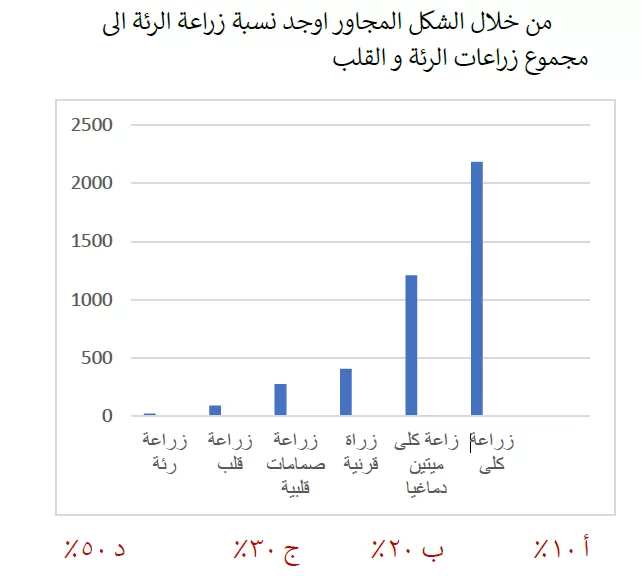 من خلال الشكل المجاور اوجد نسبة زراعة الرئة الى
مجموع زراعات الرئة و القلب
2500
2000
1500
1000
500
0
زراعة رئة
زراعة قلب
زراعة صمامات قلبية
زراة قرنية
زاعة كلى ميتين دماغيا
زراعة كلى
أ ١٠٪ ب ٢٠٪ ج ٣٠٪ د ٥٠٪